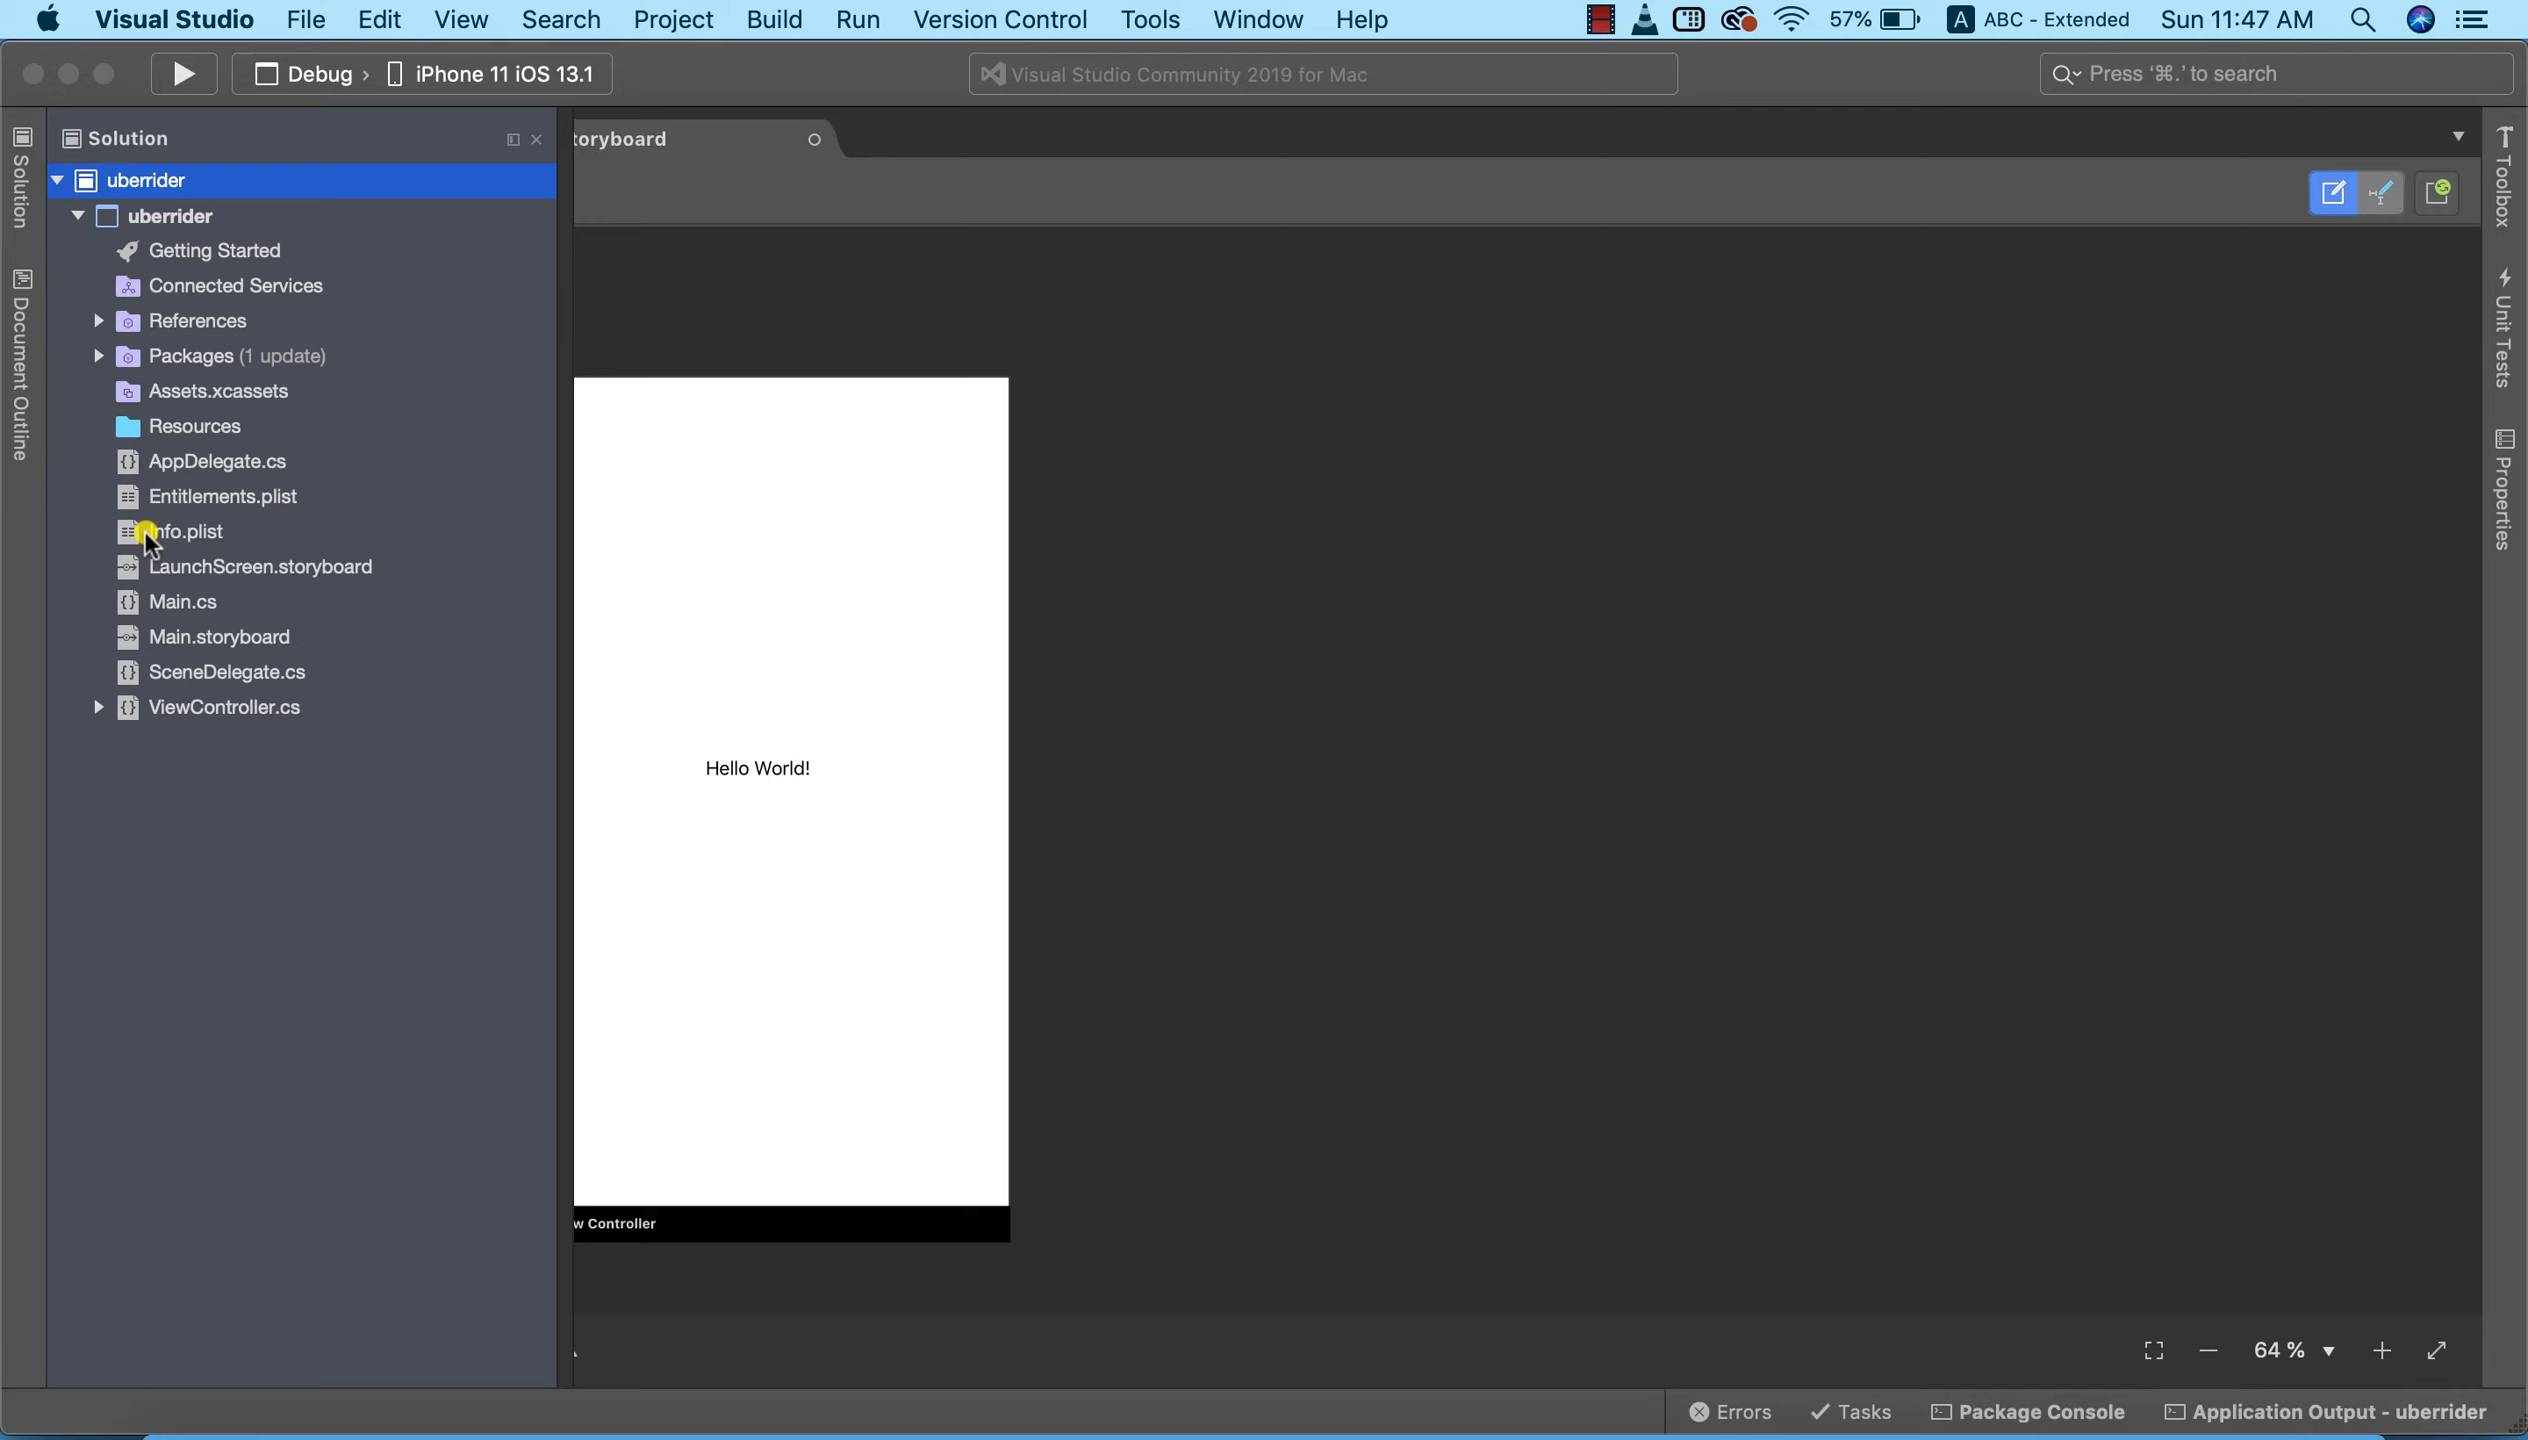 Visual Studio File Edit View Search Project Build Run Version Control Tools Window Help 57% A ABC - Extended Sun 11:47 AM
Debug › iPhone 11 iOS 13.1 Visual Studio Community 2019 for Mac Press '⌘.' to search
Solution
Document Outline
Solution
uberrider
uberrider
Getting Started
Connected Services
References
Packages (1 update)
Assets.xcassets
Resources
AppDelegate.cs
Entitlements.plist
Info.plist
LaunchScreen.storyboard
Main.cs
Main.storyboard
SceneDelegate.cs
ViewController.cs
toryboard
Hello World!
w Controller
Toolbox
Unit Tests
Properties
64 %
Errors Tasks Package Console Application Output - uberrider